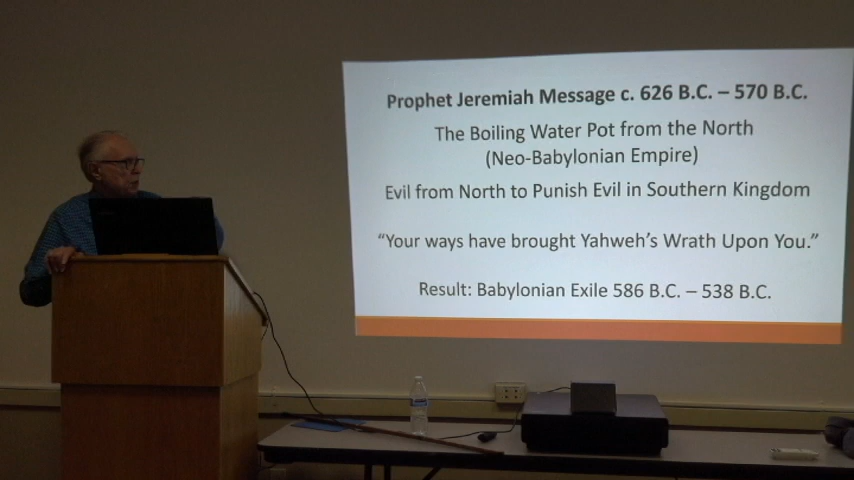 Prophet Jeremiah Message c. 626 B.C. – 570 B.C.
The Boiling Water Pot from the North
(Neo-Babylonian Empire)
Evil from North to Punish Evil in Southern Kingdom
“Your ways have brought Yahweh’s Wrath Upon You.”
Result: Babylonian Exile 586 B.C. – 538 B.C.